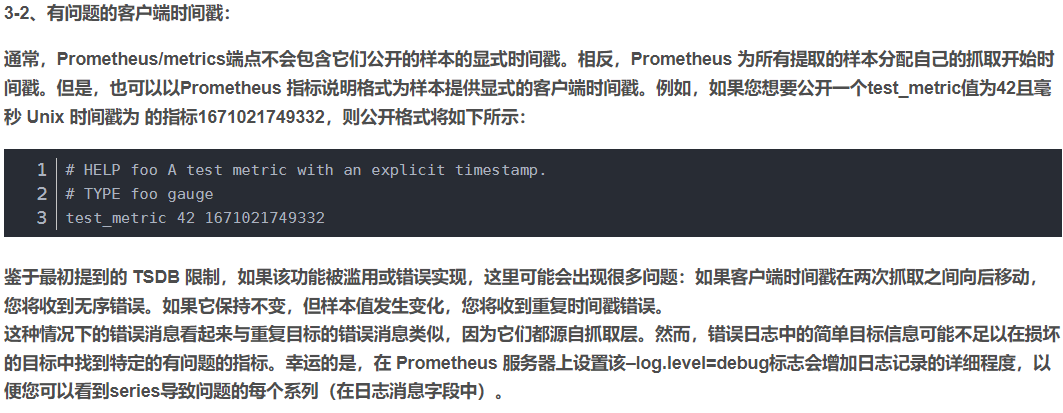 3-2、有问题的客户端时间戳：
通常，Prometheus/metrics端点不会包含它们公开的样本的显式时间戳。相反，Prometheus 为所有提取的样本分配自己的抓取开始时
间戳。但是，也可以以Prometheus 指标说明格式为样本提供显式的客户端时间戳。例如，如果您想要公开一个test_metric值为42且毫
秒 Unix 时间戳为 的指标1671021749332，则公开格式将如下所示：
1 # HELP foo A test metric with an explicit timestamp.
2 # TYPE foo gauge
3 test_metric 42 1671021749332
鉴于最初提到的 TSDB 限制，如果该功能被滥用或错误实现，这里可能会出现很多问题：如果客户端时间戳在两次抓取之间向后移动，
您将收到无序错误。如果它保持不变，但样本值发生变化，您将收到重复时间戳错误。
这种情况下的错误消息看起来与重复目标的错误消息类似，因为它们都源自抓取层。然而，错误日志中的简单目标信息可能不足以在损坏
的目标中找到特定的有问题的指标。幸运的是，在 Prometheus 服务器上设置该–log.level=debug标志会增加日志记录的详细程度，以
便您可以看到series导致问题的每个系列（在日志消息字段中）。